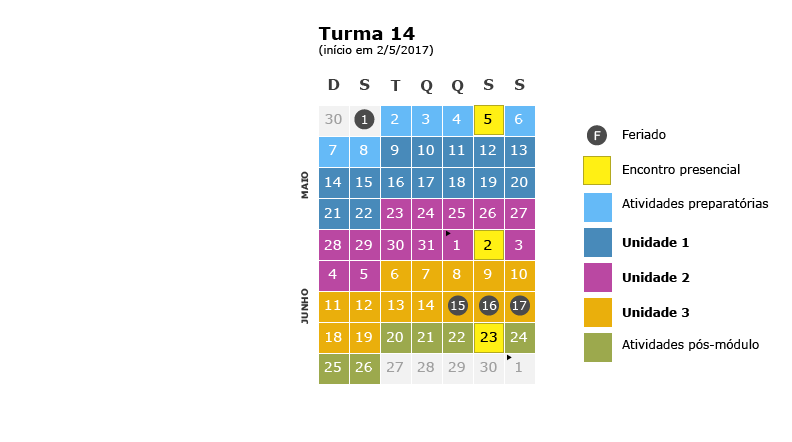 Turma 14
(início em 2/5/2017)
D S T Q Q S S
30 1 2 3 4 5 6
7 8 9 10 11 12 13
MAIO
14 15 16 17 18 19 20
21 22 23 24 25 26 27
28 29 30 31 1 2 3
4 5 6 7 8 9 10
JUNHO
11 12 13 14 15 16 17
18 19 20 21 22 23 24
25 26 27 28 29 30 1
F Feriado
Encontro presencial
Atividades preparatórias
Unidade 1
Unidade 2
Unidade 3
Atividades pós-módulo